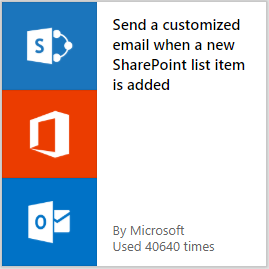 S
Send a customized
email when a new
SharePoint list item
is added
O
By Microsoft
Used 40640 times